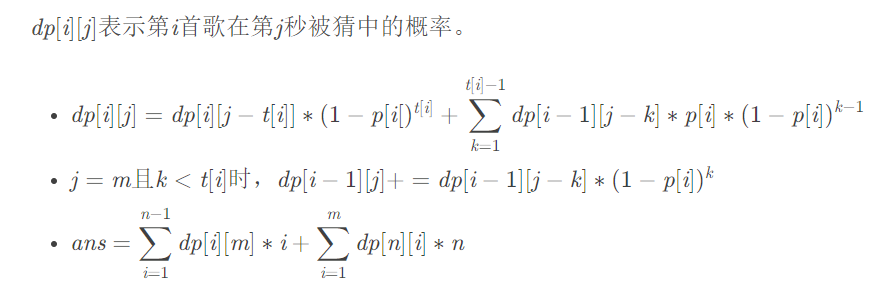 dp[i][j]表示第i首歌在第j秒被猜中的概率。
• dp[i][j] = dp[i][j − t[i]] ∗ (1 − p[i[)^{t[i]} + \sum_{k=1}^{t[i]−1} dp[i − 1][j − k] ∗ p[i] ∗ (1 − p[i])^{k−1}
• j = m且k < t[i]时，dp[i − 1][j]+ = dp[i − 1][j − k] ∗ (1 − p[i])^k
• ans = \sum_{i=1}^{n−1} dp[i][m] ∗ i + \sum_{i=1}^{m} dp[n][i] ∗ n